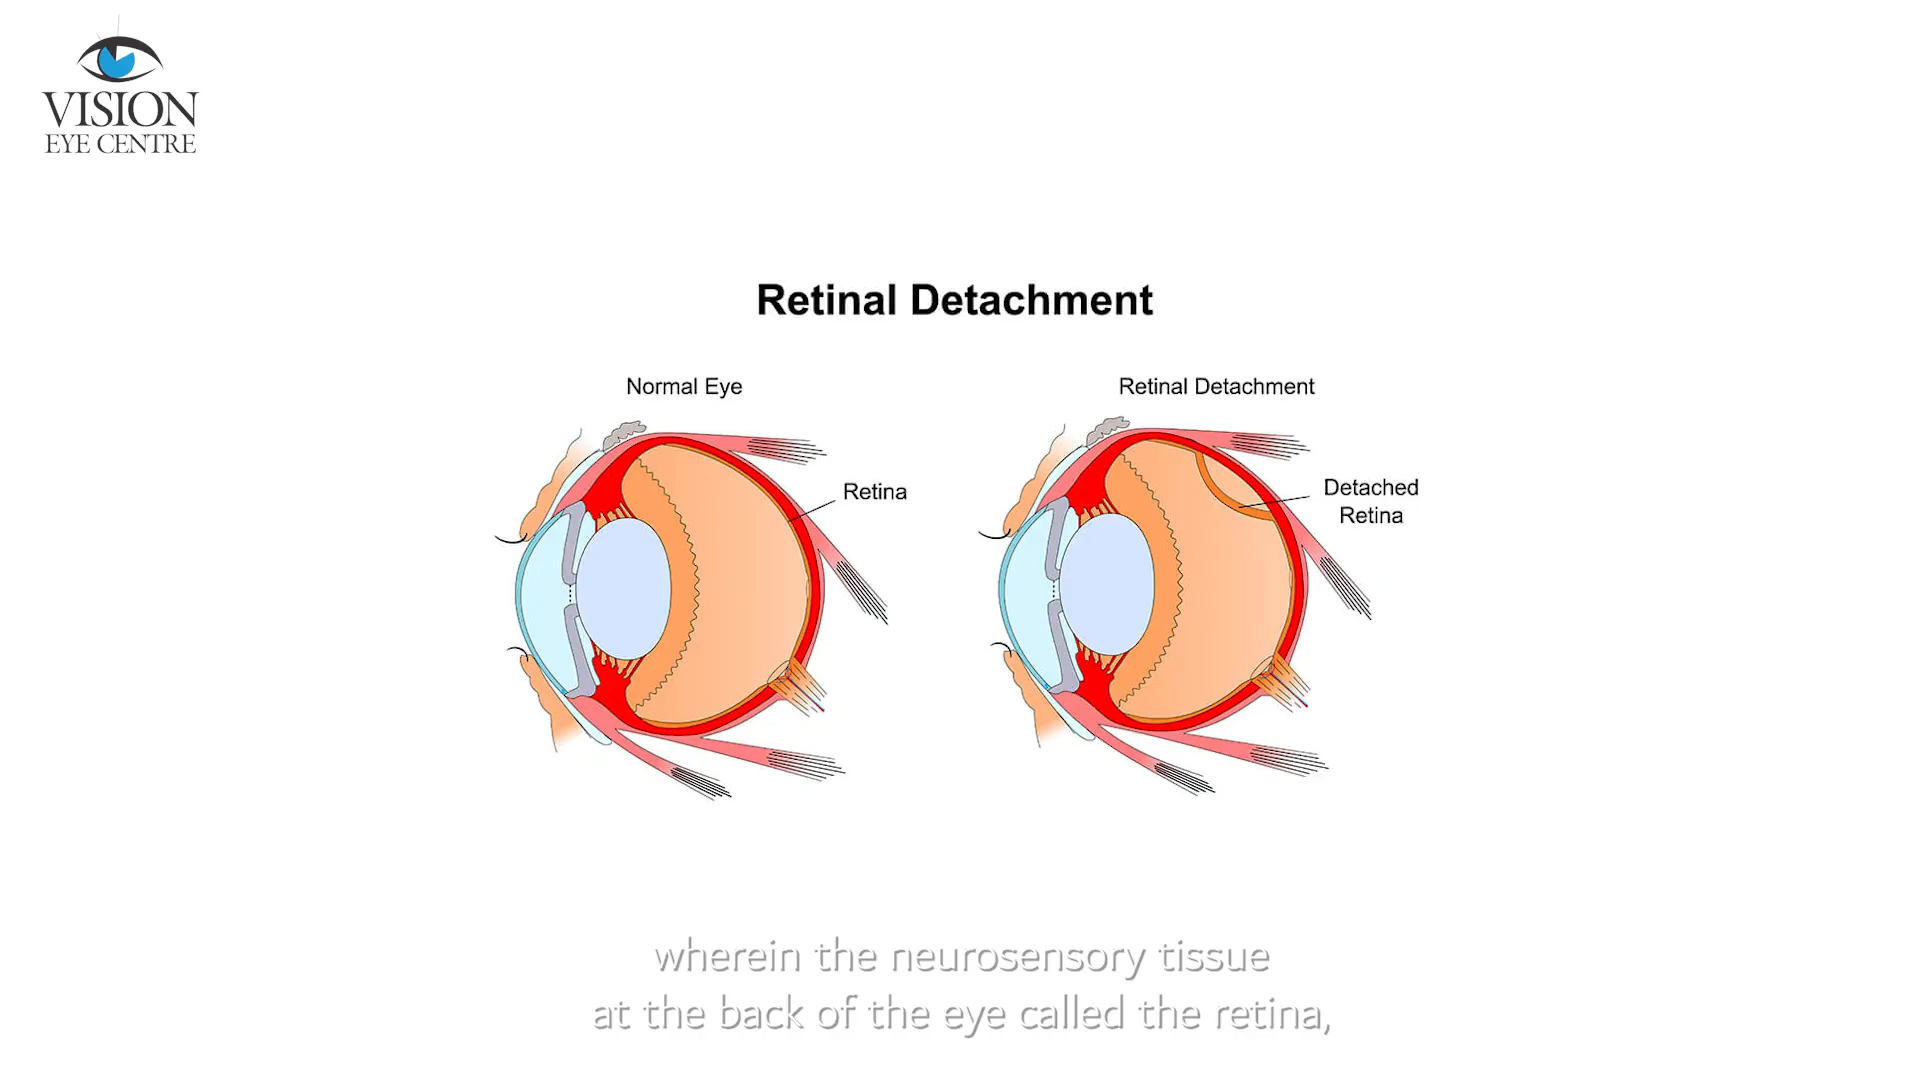 VISION
EYE CENTRE
Retinal Detachment
Normal Eye
Retinal Detachment
Retina
Detached
Retina
wherein the neurosensory tissue
at the back of the eye called the retina,